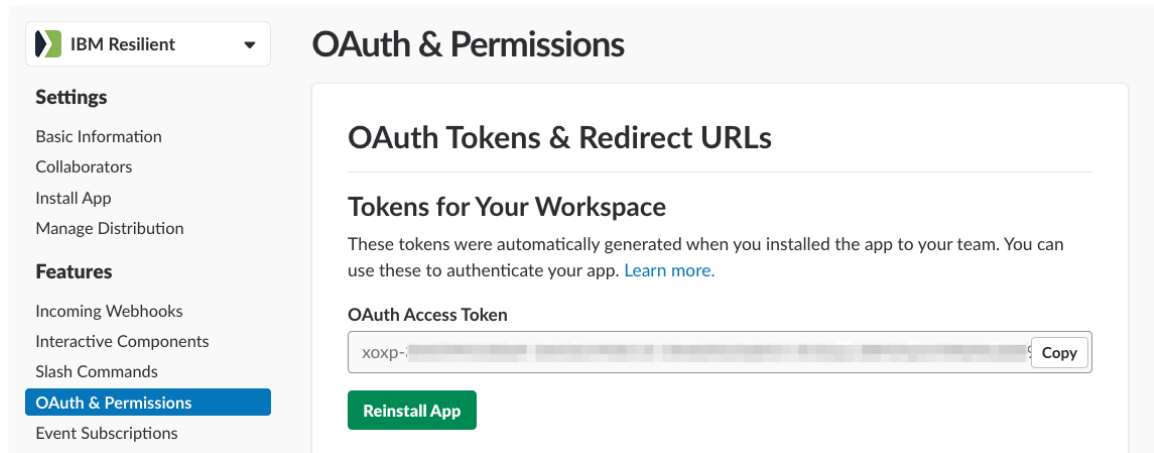 IBM Resilient
OAuth & Permissions
Settings
Basic Information
Collaborators
Install App
Manage Distribution
Features
Incoming Webhooks
Interactive Components
Slash Commands
OAuth & Permissions
Event Subscriptions
OAuth Tokens & Redirect URLs
Tokens for Your Workspace
These tokens were automatically generated when you installed the app to your team. You can
use these to authenticate your app. Learn more.
OAuth Access Token
xoxp-
Copy
Reinstall App